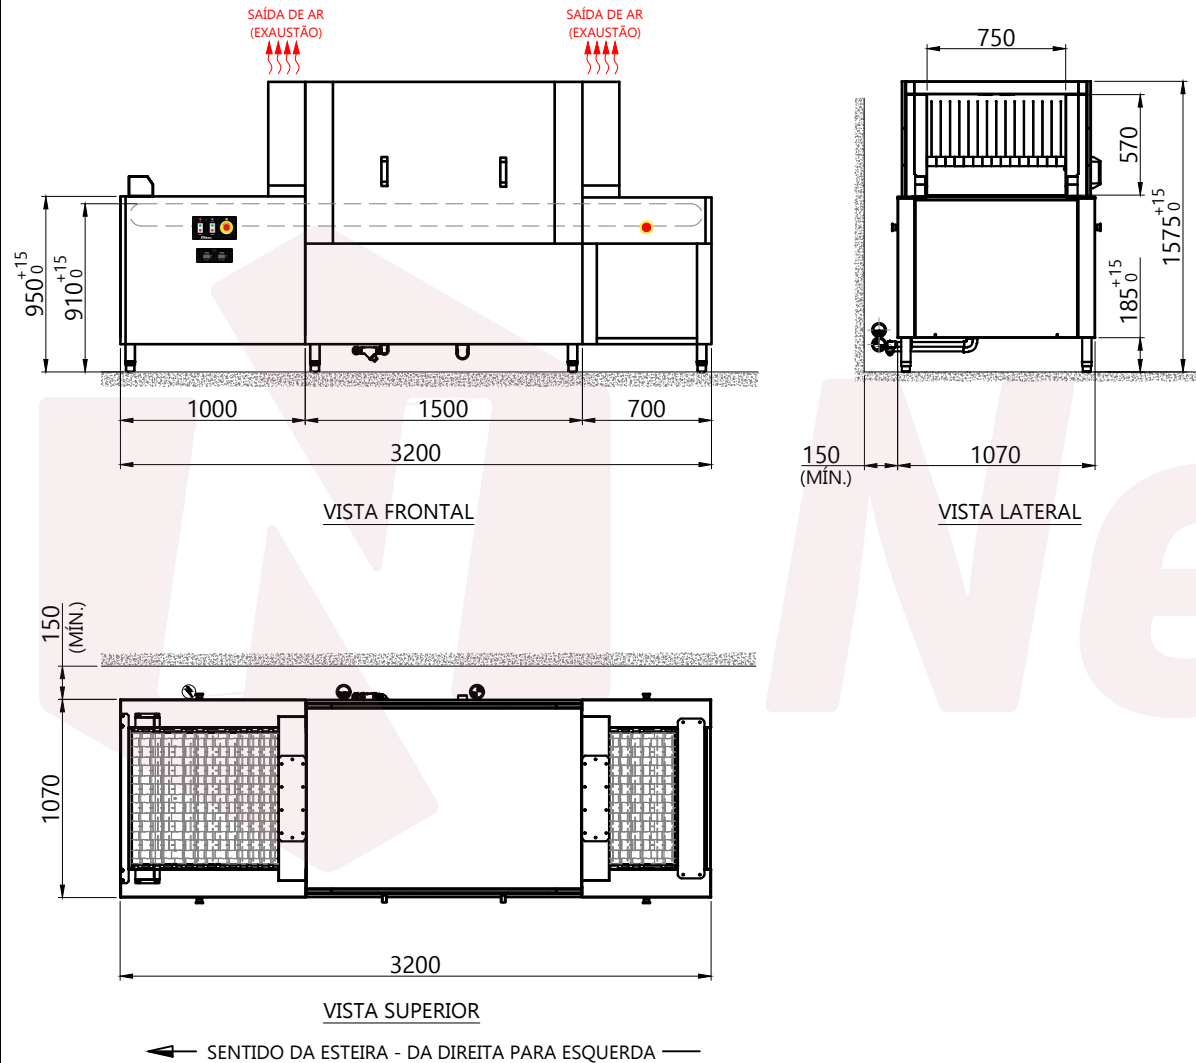 SAÍDA DE AR
(EXAUSTÃO)
SAÍDA DE AR
(EXAUSTÃO)
950 +15 0
910 +15 0
1000
1500
700
3200
VISTA FRONTAL
750
570
1575 +15 0
185 +15 0
150
(MÍN.)
1070
VISTA LATERAL
Ne
150
(MÍN.)
1070
3200
VISTA SUPERIOR
SENTIDO DA ESTEIRA - DA DIREITA PARA ESQUERDA